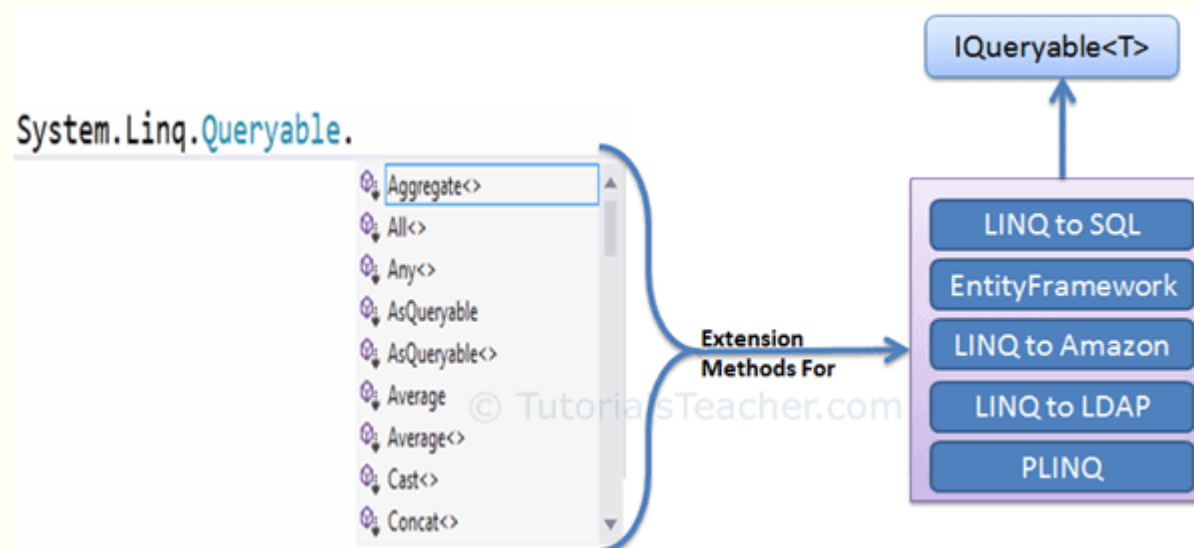 IQueryable<T>
System.Linq.Queryable.
Aggregate<>
All<>
Any<>
AsQueryable
AsQueryable<>
Average
Average<>
Cast<>
Concat<>
Extension
Methods For
© TutorialsTeacher.com
LINQ to SQL
EntityFramework
LINQ to Amazon
LINQ to LDAP
PLINQ